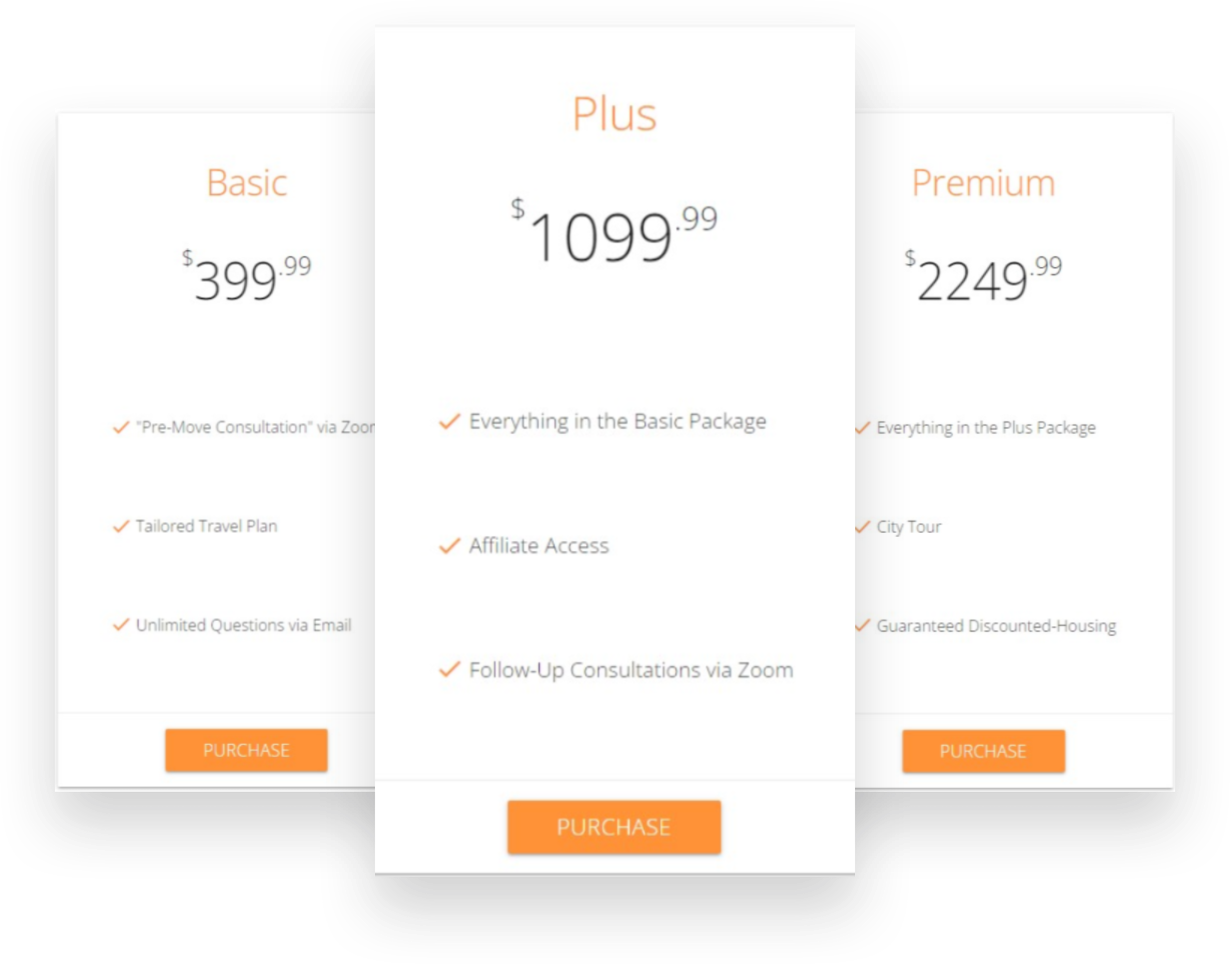 Basic
$399.99
"Pre-Move Consultation" via Zoom
Tailored Travel Plan
Unlimited Questions via Email
PURCHASE
Plus
$1099.99
Everything in the Basic Package
Affiliate Access
Follow-Up Consultations via Zoom
PURCHASE
Premium
$2249.99
Everything in the Plus Package
City Tour
Guaranteed Discounted-Housing
PURCHASE